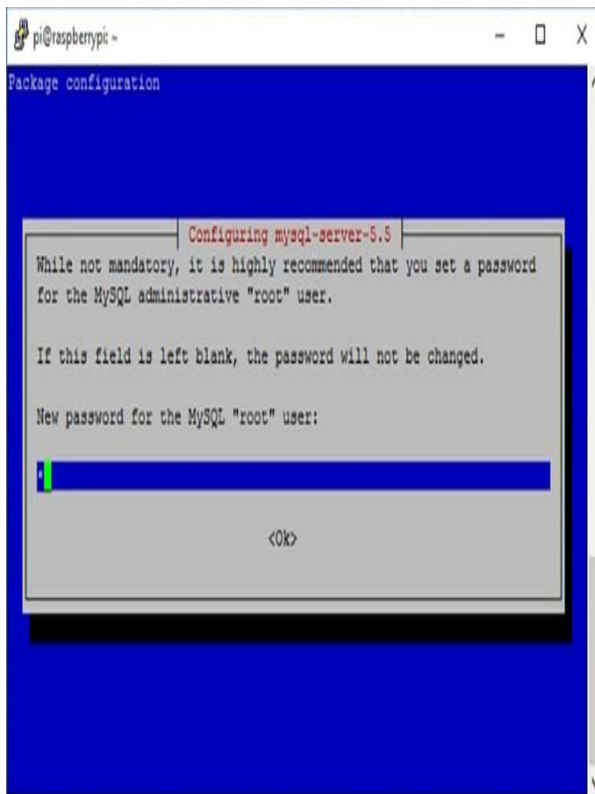 pi@raspberrypi: ~
Package configuration
Configuring mysql-server-5.5
While not mandatory, it is highly recommended that you set a password
for the MySQL administrative "root" user.
If this field is left blank, the password will not be changed.
New password for the MySQL "root" user:
*
<Ok>